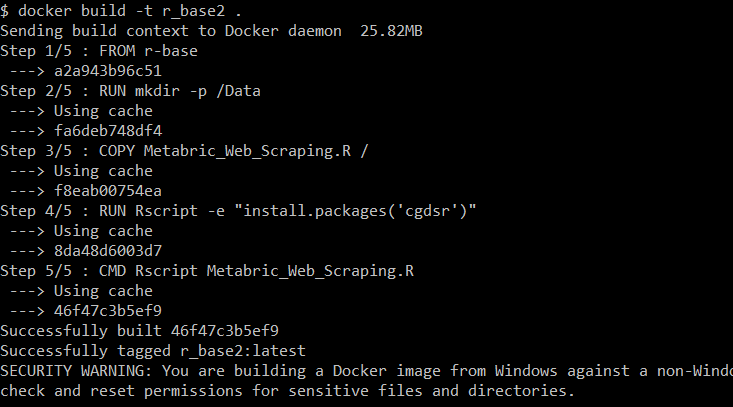 $ docker build -t r_base2 .
Sending build context to Docker daemon  25.82MB
Step 1/5 : FROM r-base
 ---> a2a943b96c51
Step 2/5 : RUN mkdir -p /Data
 ---> Using cache
 ---> fa6deb748df4
Step 3/5 : COPY Metabric_Web_Scraping.R /
 ---> Using cache
 ---> f8eab00754ea
Step 4/5 : RUN Rscript -e "install.packages('cgdsr')"
 ---> Using cache
 ---> 8da48d6003d7
Step 5/5 : CMD Rscript Metabric_Web_Scraping.R
 ---> Using cache
 ---> 46f47c3b5ef9
Successfully built 46f47c3b5ef9
Successfully tagged r_base2:latest
SECURITY WARNING: You are building a Docker image from Windows against a non-Windo
check and reset permissions for sensitive files and directories.